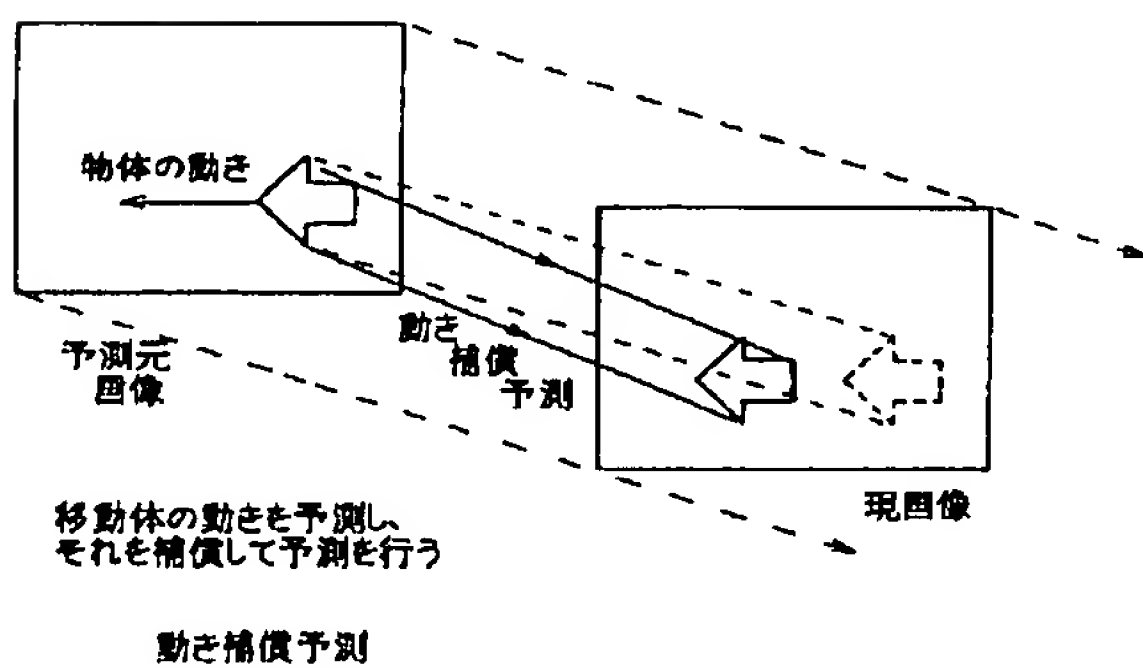 物体の動き
予測元
画像
動き
補償
予測
現画像
移動体の動きを予測し、
それを補償して予測を行う
動き補償予測